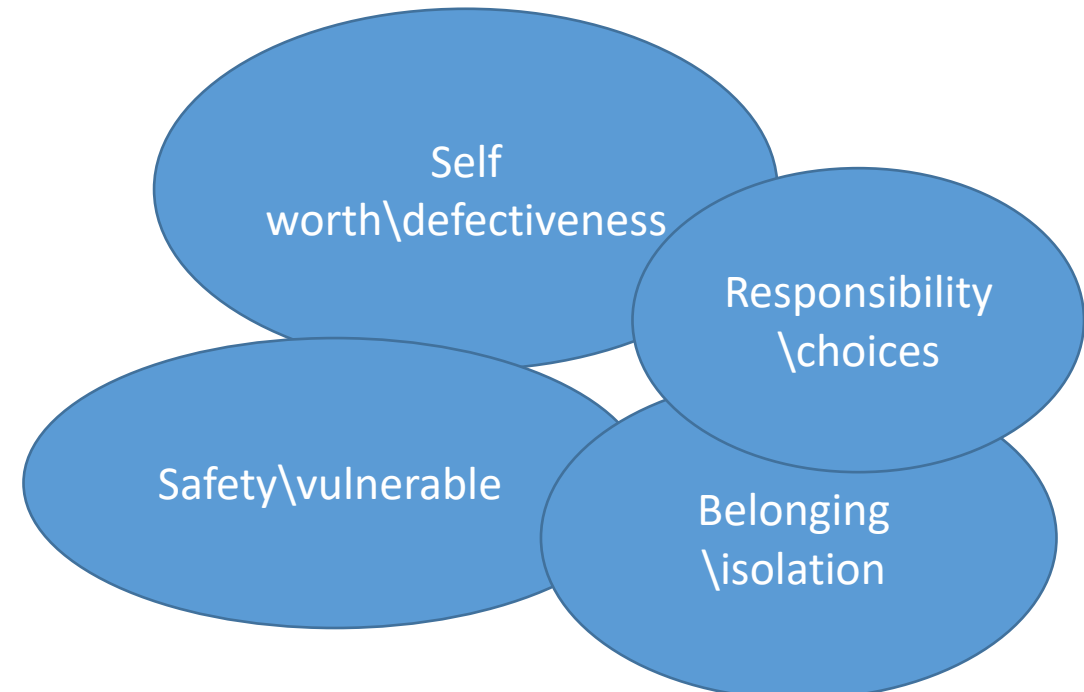 Self
worth\defectiveness
Responsibility
\choices
Safety\vulnerable
Belonging
\isolation